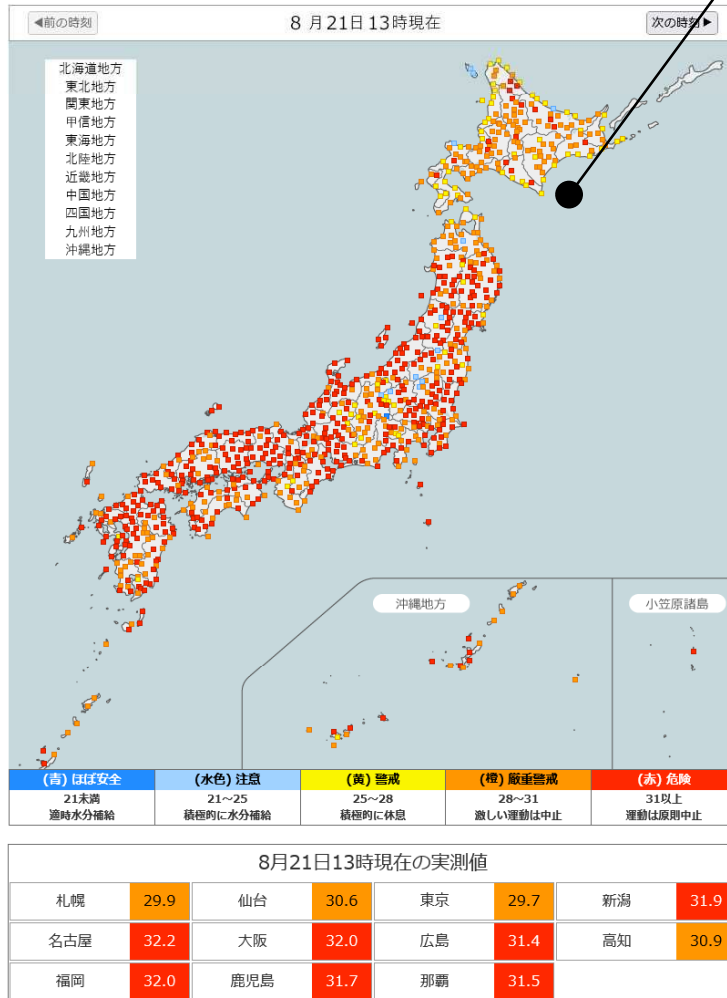 ◀前の時刻
8 月21日 13時現在
次の時刻▶
北海道地方
東北地方
関東地方
甲信地方
東海地方
北陸地方
近畿地方
中国地方
四国地方
九州地方
沖縄地方
沖縄地方
小笠原諸島
(青) ほぼ安全 (水色) 注意 (黄) 警戒 (橙) 厳重警戒 (赤) 危険
21未満 21～25 25～28 28～31 31以上
適時水分補給 積極的に水分補給 積極的に休息 激しい運動は中止 運動は原則中止
8月21日13時現在の実測値
札幌 29.9 仙台 30.6 東京 29.7 新潟 31.9
名古屋 32.2 大阪 32.0 広島 31.4 高知 30.9
福岡 32.0 鹿児島 31.7 那覇 31.5